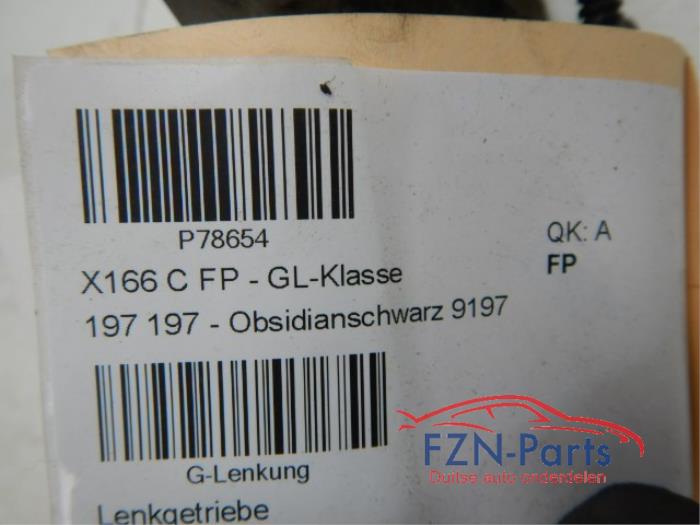 P78654
QK: A
X166 C FP - GL-Klasse
FP
197 197 - Obsidianschwarz 9197
G-Lenkung
Lenkgetriebe
FZN-Parts
Duitse auto onderdelen